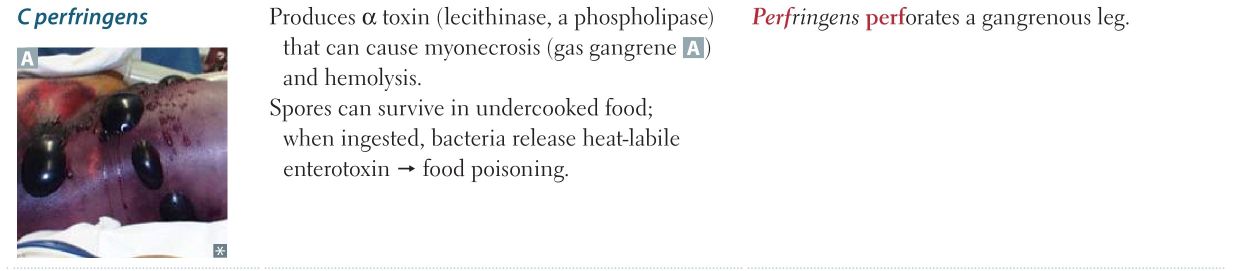 C perfringens
A
*
Produces α toxin (lecithinase, a phospholipase)
that can cause myonecrosis (gas gangrene A)
and hemolysis.
Spores can survive in undercooked food;
when ingested, bacteria release heat-labile
enterotoxin → food poisoning.
Perfringens perforates a gangrenous leg.